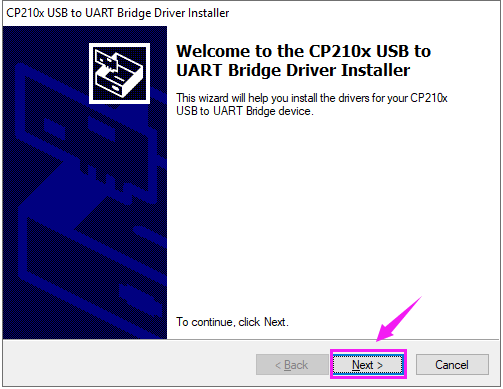 CP210x USB to UART Bridge Driver Installer
Welcome to the CP210x USB to
UART Bridge Driver Installer
This wizard will help you install the drivers for your CP210x
USB to UART Bridge device.
To continue, click Next.
< Back
Next >
Cancel